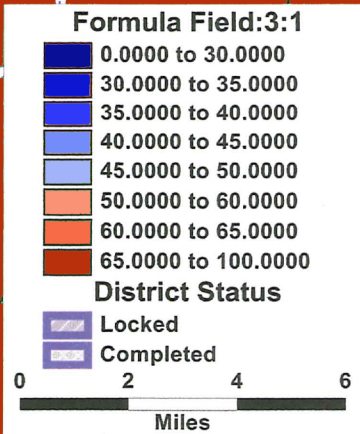 Formula Field:3:1
0.0000 to 30.0000
30.0000 to 35.0000
35.0000 to 40.0000
40.0000 to 45.0000
45.0000 to 50.0000
50.0000 to 60.0000
60.0000 to 65.0000
65.0000 to 100.0000
District Status
Locked
Completed
0 2 4 6
Miles